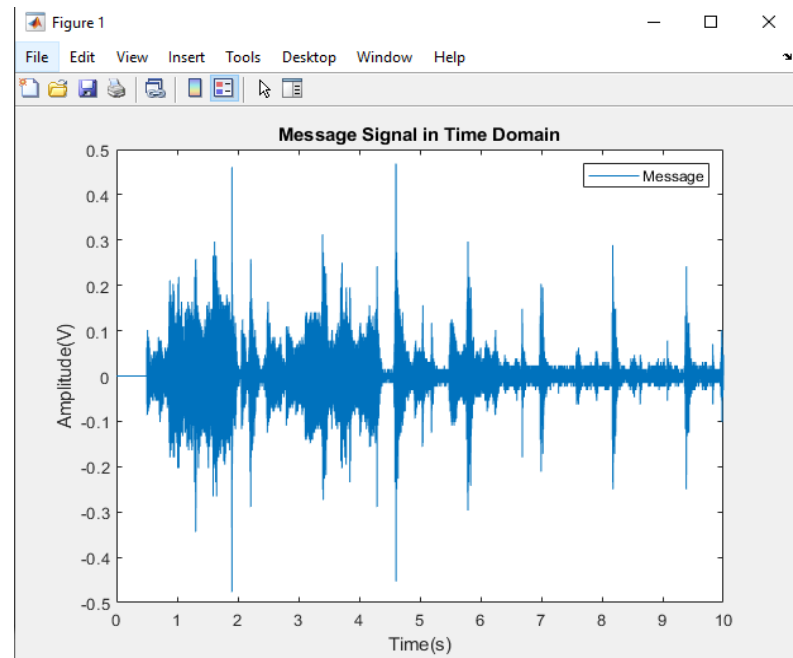 Figure 1
File Edit View Insert Tools Desktop Window Help
Message Signal in Time Domain
Message
0.5
0.4
0.3
0.2
0.1
0
-0.1
-0.2
-0.3
-0.4
-0.5
Amplitude(V)
0 1 2 3 4 5 6 7 8 9 10
Time(s)